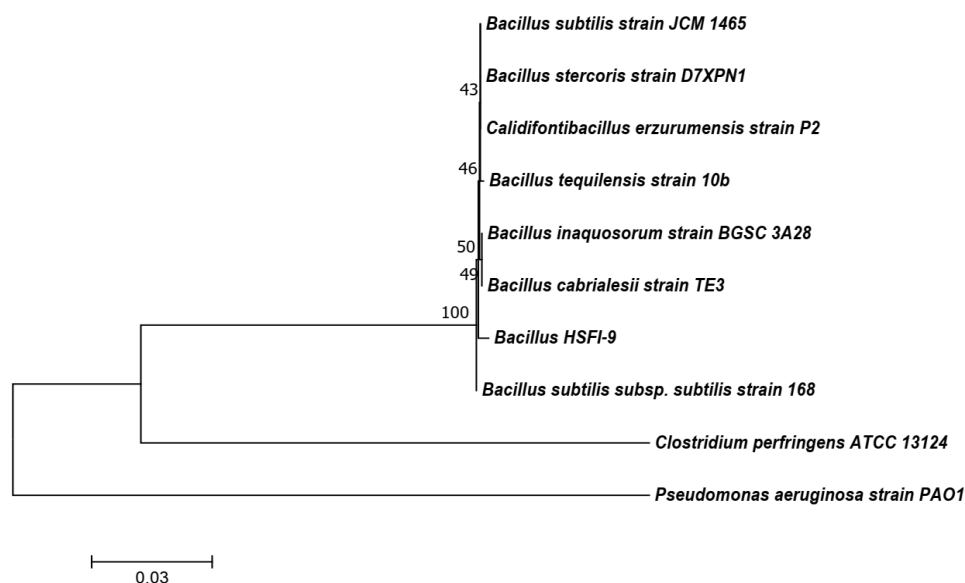 Bacillus subtilis strain JCM 1465
Bacillus stercoris strain D7XPN1
43
Calidifontibacillus erzurumensis strain P2
46
Bacillus tequilensis strain 10b
Bacillus inaquosorum strain BGSC 3A28
50
49
Bacillus cabrialesii strain TE3
100
Bacillus HSFI-9
Bacillus subtilis subsp. subtilis strain 168
Clostridium perfringens ATCC 13124
Pseudomonas aeruginosa strain PAO1
0.03